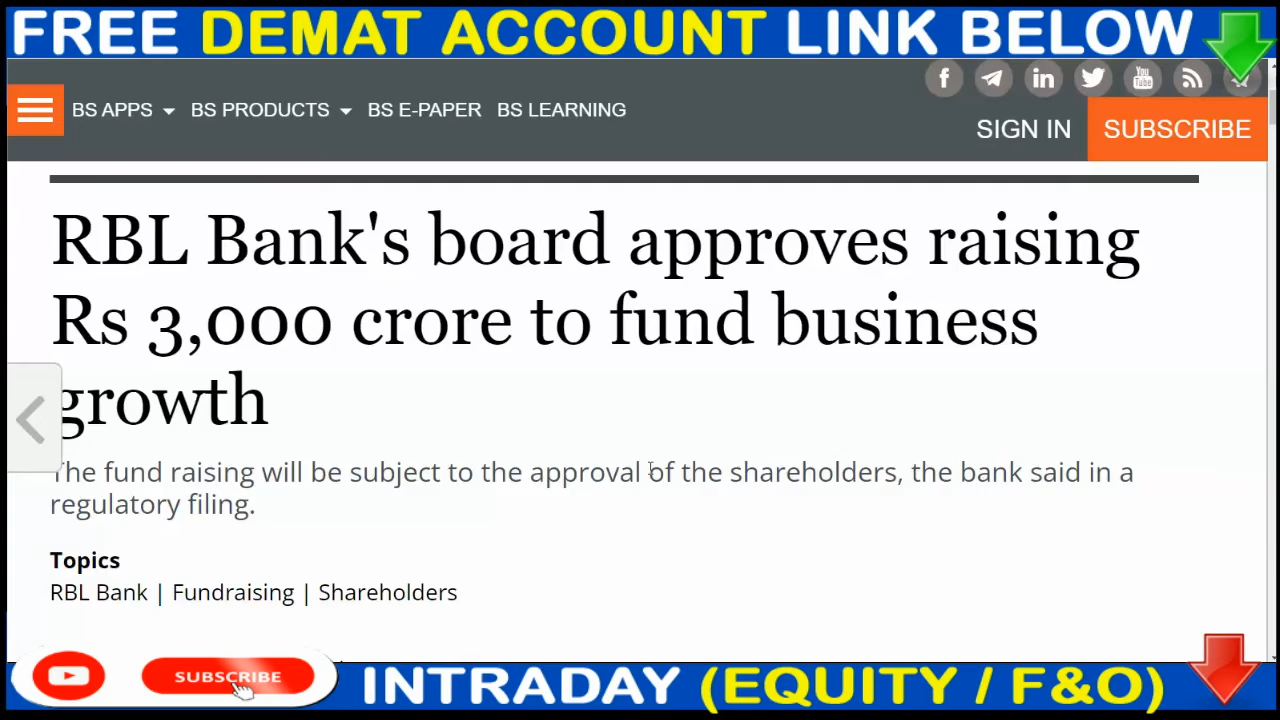 FREE DEMAT ACCOUNT LINK BELOW
BS APPS BS PRODUCTS BS E-PAPER BS LEARNING
You Tube
SIGN IN SUBSCRIBE
RBL Bank's board approves raising
Rs 3,000 crore to fund business
growth
The fund raising will be subject to the approval of the shareholders, the bank said in a
regulatory filing.
Topics
RBL Bank | Fundraising | Shareholders
SUBSCRIBE
INTRADAY (EQUITY / F&O)